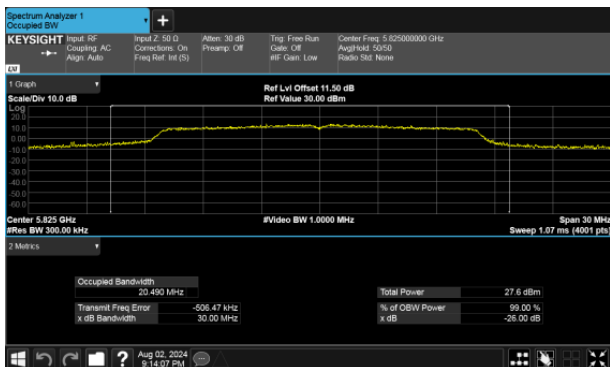 Spectrum Analyzer 1
Occupied BW
KEYSIGHT
Input: RF
Coupling: AC
Align: Auto
Input Z: 50 Ω
Corrections: On
Freq Ref: Int (S)
Atten: 30 dB
Preamp: Off
Trig: Free Run
Gate: Off
#IF Gain: Low
Center Freq: 5.825000000 GHz
Avg|Hold: 50/50
Radio Std: None
LXI
1 Graph
Scale/Div 10.0 dB
Ref Lvl Offset 11.50 dB
Ref Value 30.00 dBm
Log
20.0
10.0
0.00
-10.0
-20.0
-30.0
-40.0
-50.0
-60.0
Center 5.825 GHz
#Res BW 300.00 kHz
#Video BW 1.0000 MHz
Span 30 MHz
Sweep 1.07 ms (4001 pts)
2 Metrics
Occupied Bandwidth
20.490 MHz
Transmit Freq Error -506.47 kHz
x dB Bandwidth 30.00 MHz
Total Power 27.6 dBm
% of OBW Power 99.00 %
x dB -26.00 dB
Aug 02, 2024
9:14:07 PM